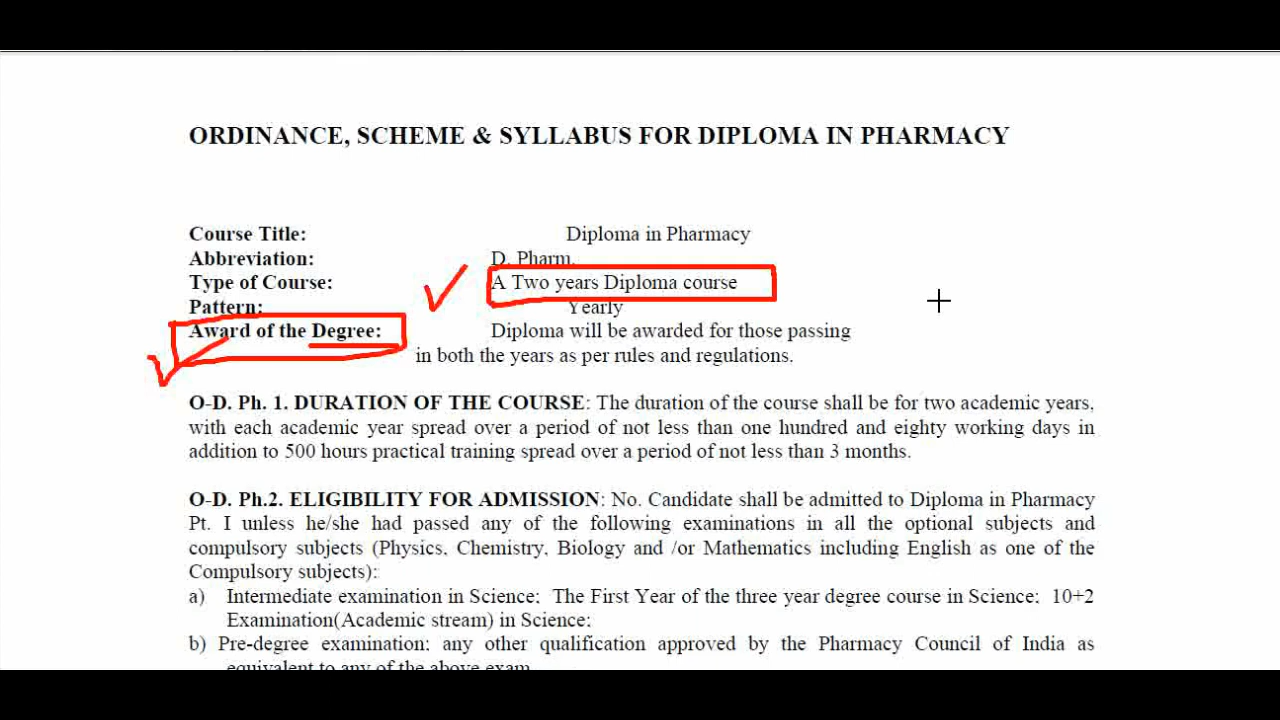 ORDINANCE, SCHEME & SYLLABUS FOR DIPLOMA IN PHARMACY
Course Title: Diploma in Pharmacy
Abbreviation: D. Pharm.
Type of Course: A Two years Diploma course
Pattern: Yearly
Award of the Degree: Diploma will be awarded for those passing
in both the years as per rules and regulations.
O-D. Ph. 1. DURATION OF THE COURSE: The duration of the course shall be for two academic years,
with each academic year spread over a period of not less than one hundred and eighty working days in
addition to 500 hours practical training spread over a period of not less than 3 months.
O-D. Ph.2. ELIGIBILITY FOR ADMISSION: No. Candidate shall be admitted to Diploma in Pharmacy
Pt. I unless he/she had passed any of the following examinations in all the optional subjects and
compulsory subjects (Physics, Chemistry, Biology and /or Mathematics including English as one of the
Compulsory subjects):
a) Intermediate examination in Science; The First Year of the three year degree course in Science; 10+2
Examination(Academic stream) in Science;
b) Pre-degree examination; any other qualification approved by the Pharmacy Council of India as
equivalent to any of the above exam